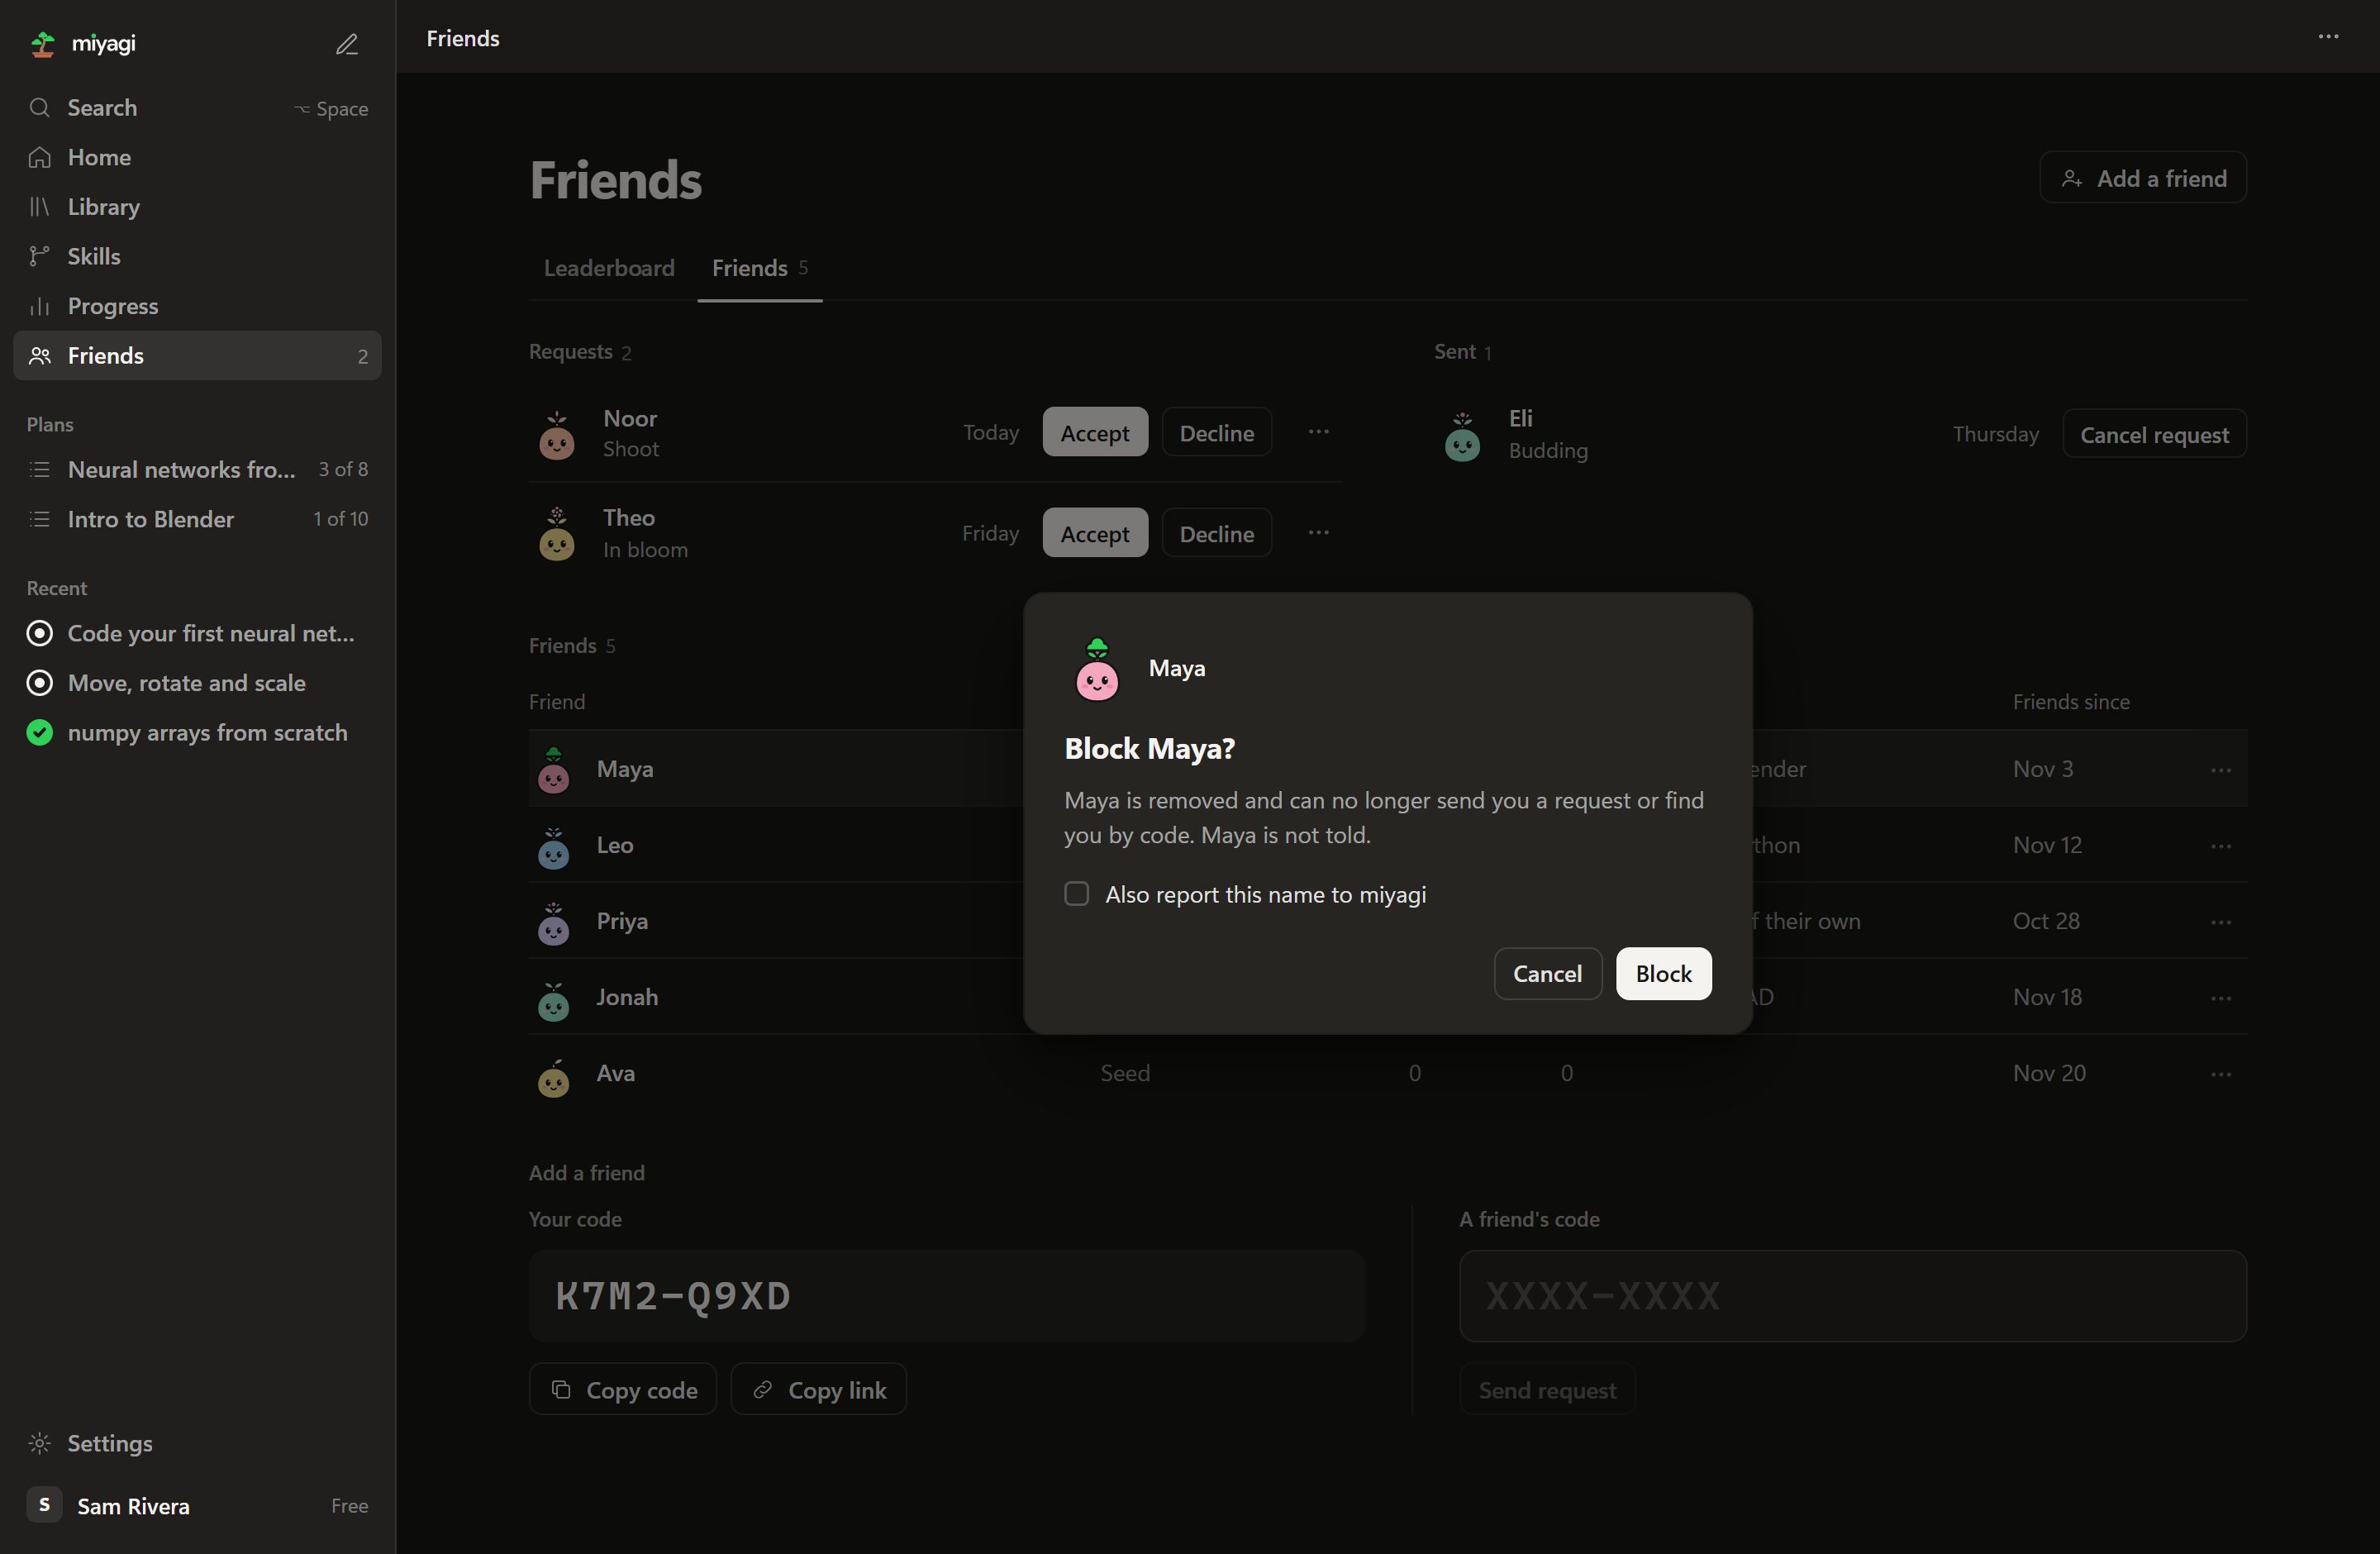 miyagi
Search
⌥ Space
Home
Library
Skills
Progress
Friends 2
Plans
Neural networks fro... 3 of 8
Intro to Blender 1 of 10
Recent
Code your first neural net...
Move, rotate and scale
numpy arrays from scratch
Settings
S Sam Rivera Free
Friends
Friends
Add a friend
Leaderboard Friends 5
Requests 2
Noor
Shoot
Today Accept Decline
Theo
In bloom
Friday Accept Decline
Sent 1
Eli
Budding
Thursday Cancel request
Friends 5
Friend Friends since
Maya ender Nov 3
Leo thon Nov 12
Priya f their own Oct 28
Jonah AD Nov 18
Ava Seed 0 0 Nov 20
Maya
Block Maya?
Maya is removed and can no longer send you a request or find
you by code. Maya is not told.
Also report this name to miyagi
Cancel Block
Add a friend
Your code
K7M2-Q9XD
Copy code Copy link
A friend's code
XXXX-XXXX
Send request